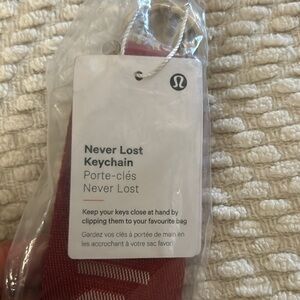 Never Lost
Keychain
Porte-clés
Never Lost
Keep your keys close at hand by
clipping them to your favourite bag
Gardez vos clés à portée de main en
les accrochant à votre sac favori